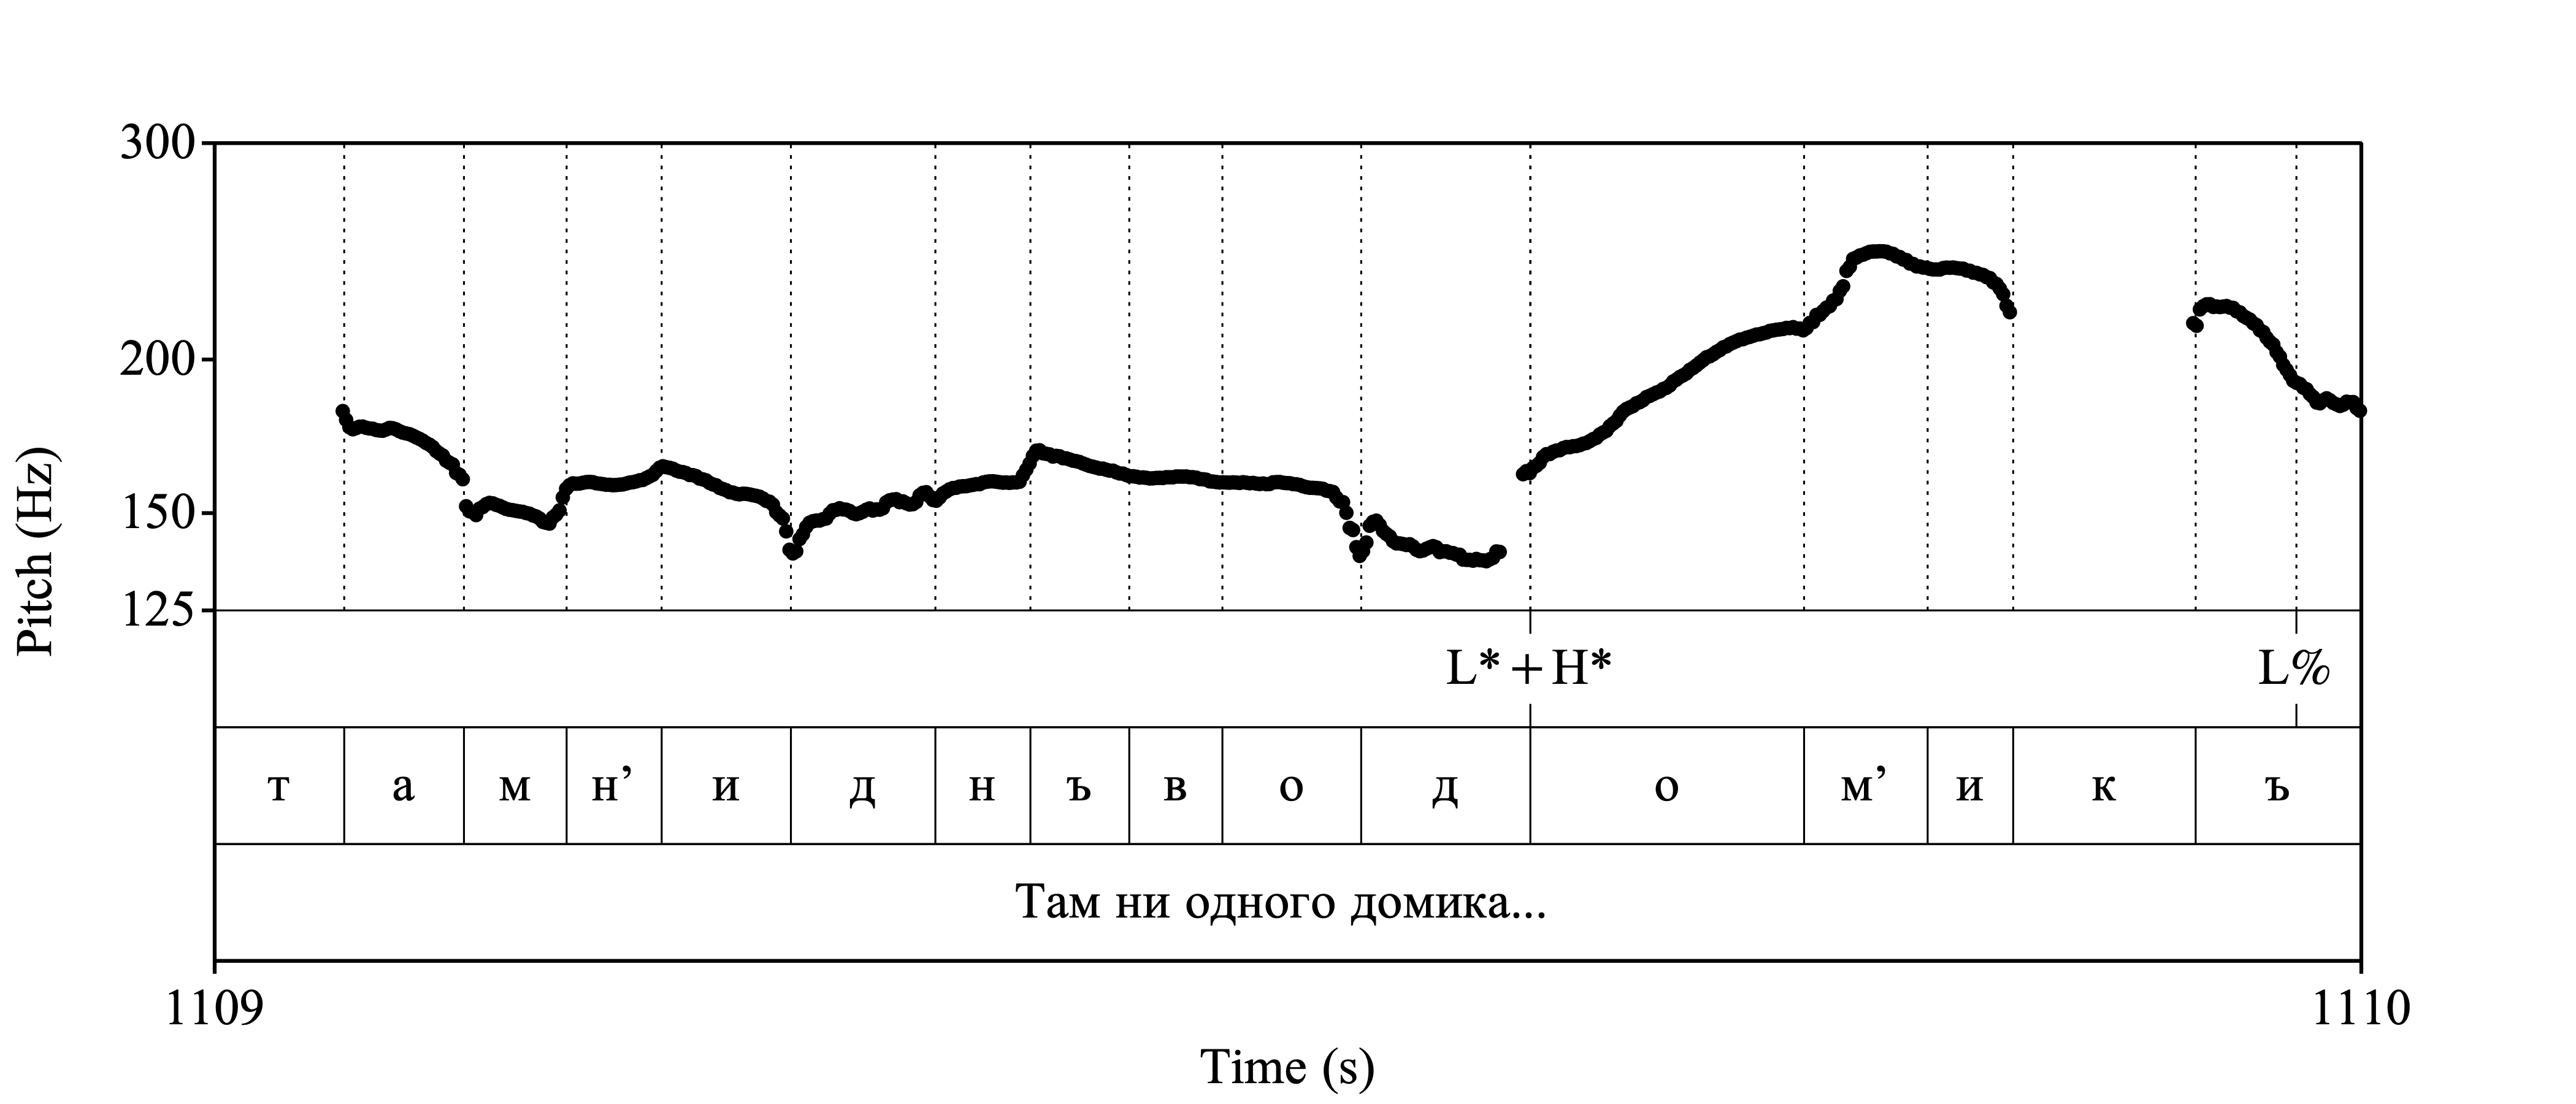 300
200
150
125
Pitch (Hz)
L* + H* L%
т а м н’ и д н ъ в о д о м’ и к ъ
Там ни одного домика...
1109 1110
Time (s)